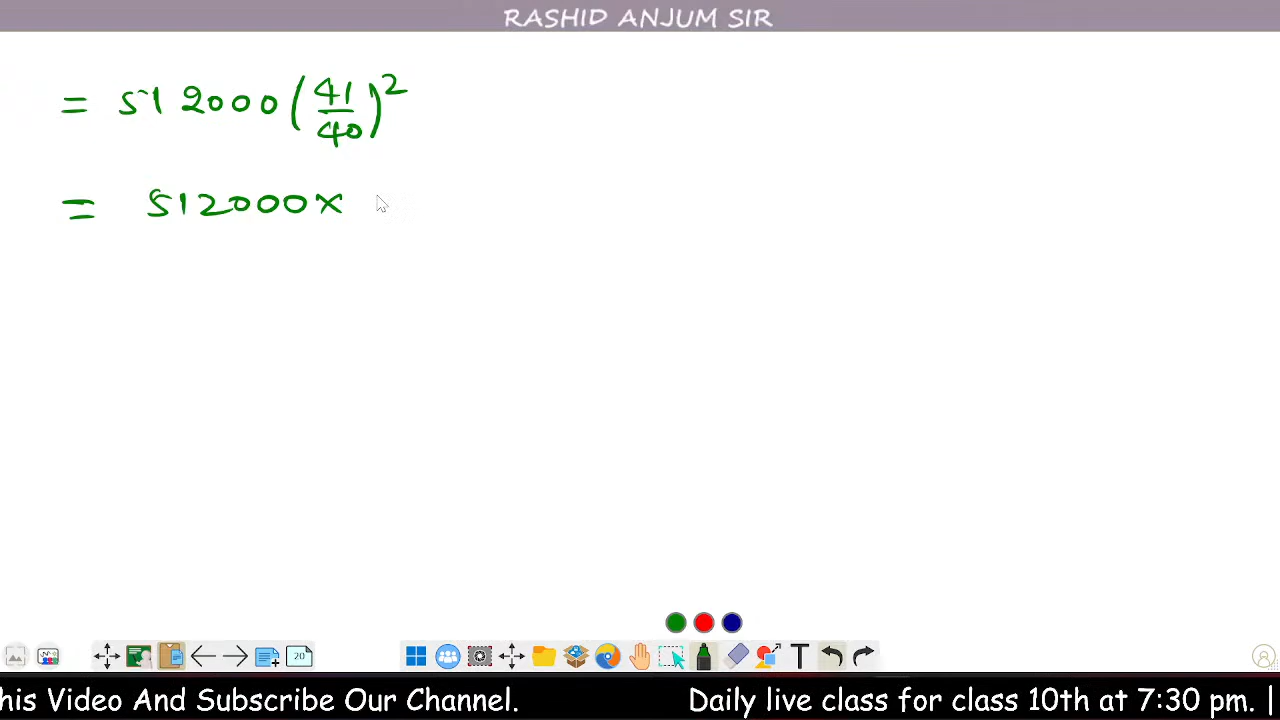 RASHID ANJUM SIR
= 512000(41/40)²
= 512000×
20
his Video And Subscribe Our Channel. Daily live class for class 10th at 7:30 pm. |